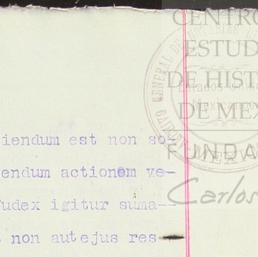 CENTRO
ESTUD
DE HIST
DE MEX
FUNDA
Carlos
iendum est non so-
endum actionem ve-
udex igitur suma--
non autejus res-